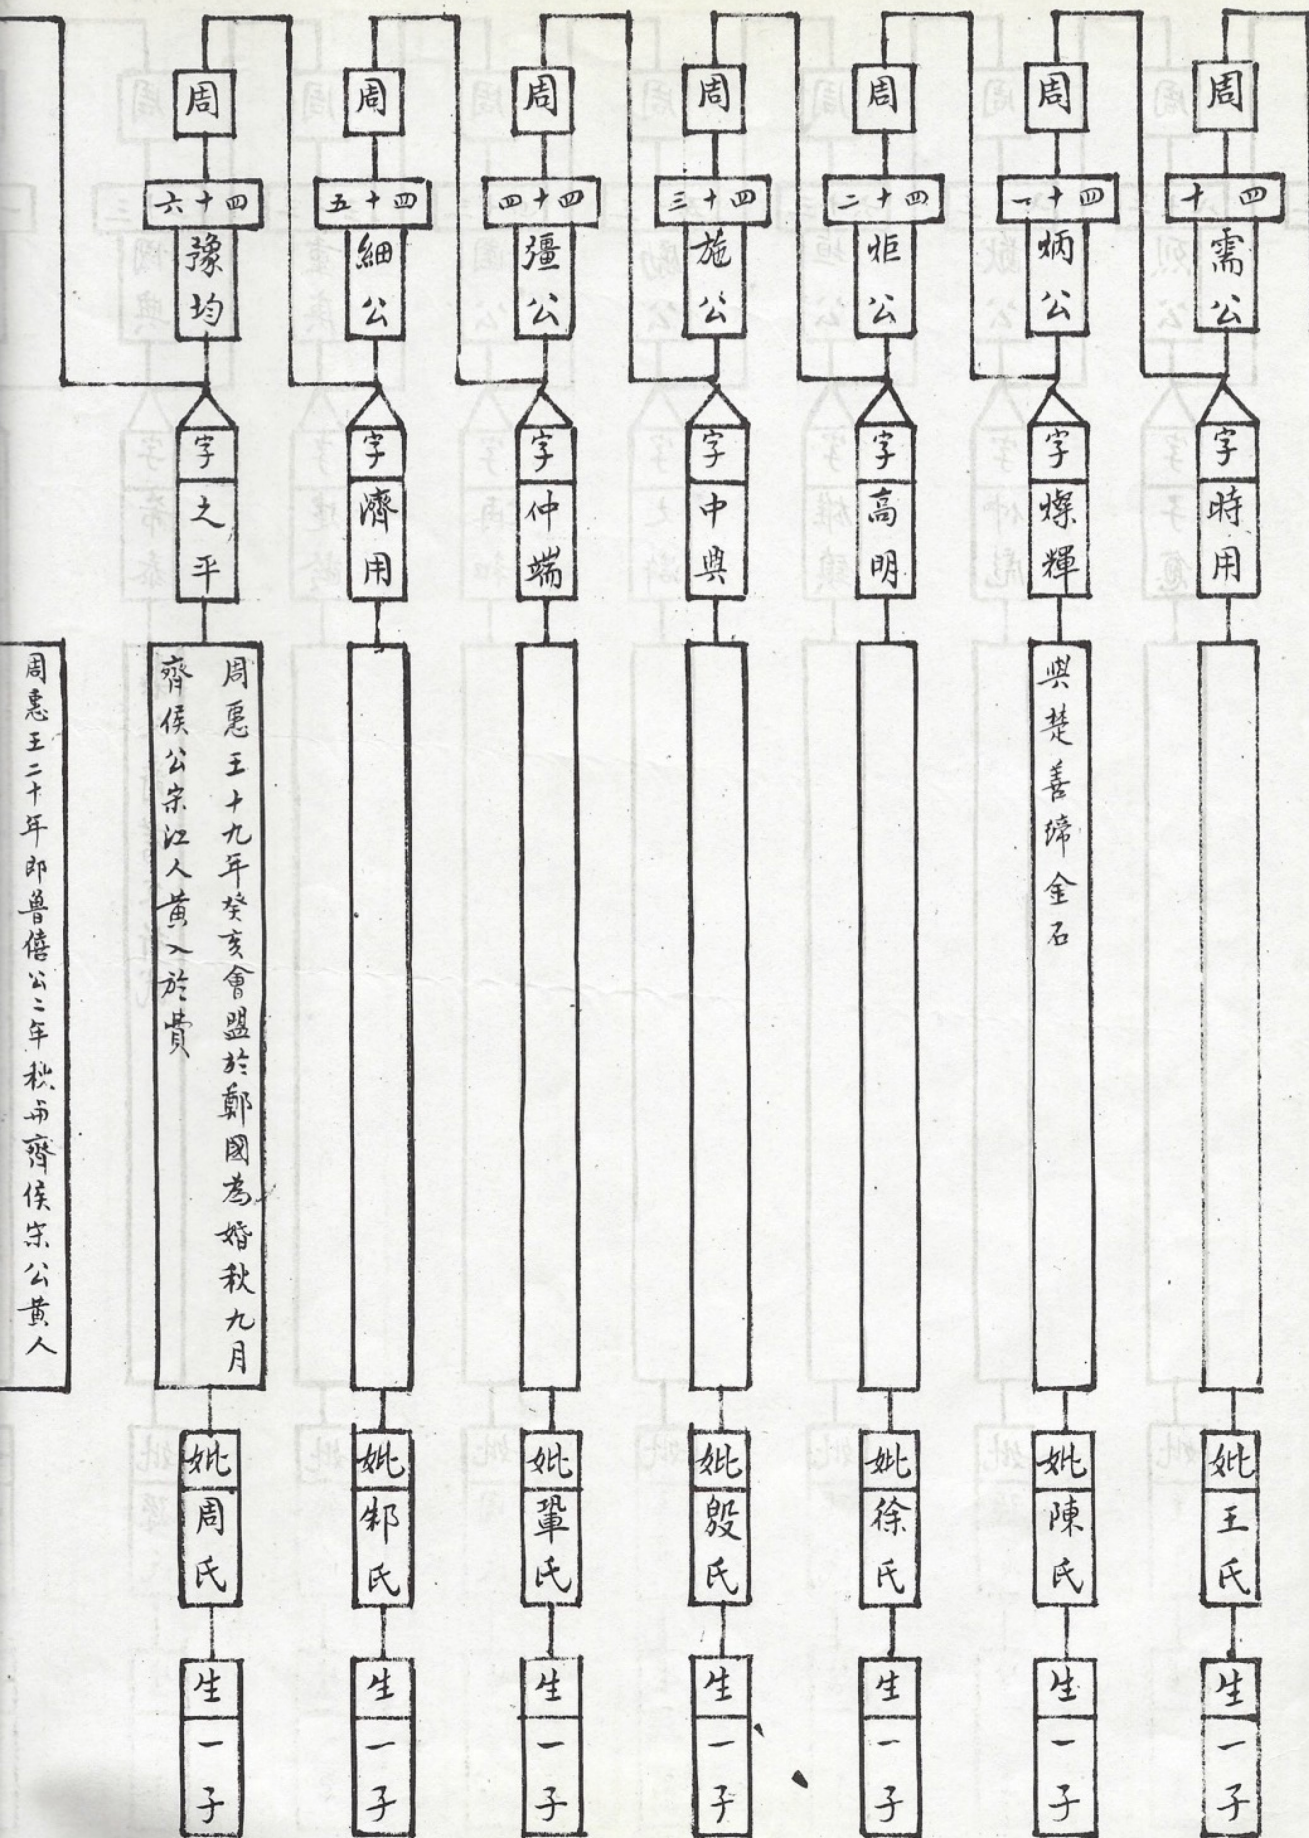 周
四十
需公
字
時用
妣
王氏
生
一子
周
四十一
炳公
字
燦輝
與楚善締金石
妣
陳氏
生
一子
周
四十二
炬公
字
高明
妣
徐氏
生
一子
周
四十三
施公
字
中興
妣
殷氏
生
一子
周
四十四
彊公
字
仲端
妣
鞏氏
生
一子
周
四十五
細公
字
濟用
妣
氏
生
一子
周
四十六
豫均
字
之平
周惠王十九年癸亥會盟於鄭國為婚秋九月
齊侯公宋江人黄入於貫
妣
周氏
生
一子
周惠王二十年即魯僖公二年秋與齊侯宋公黄人